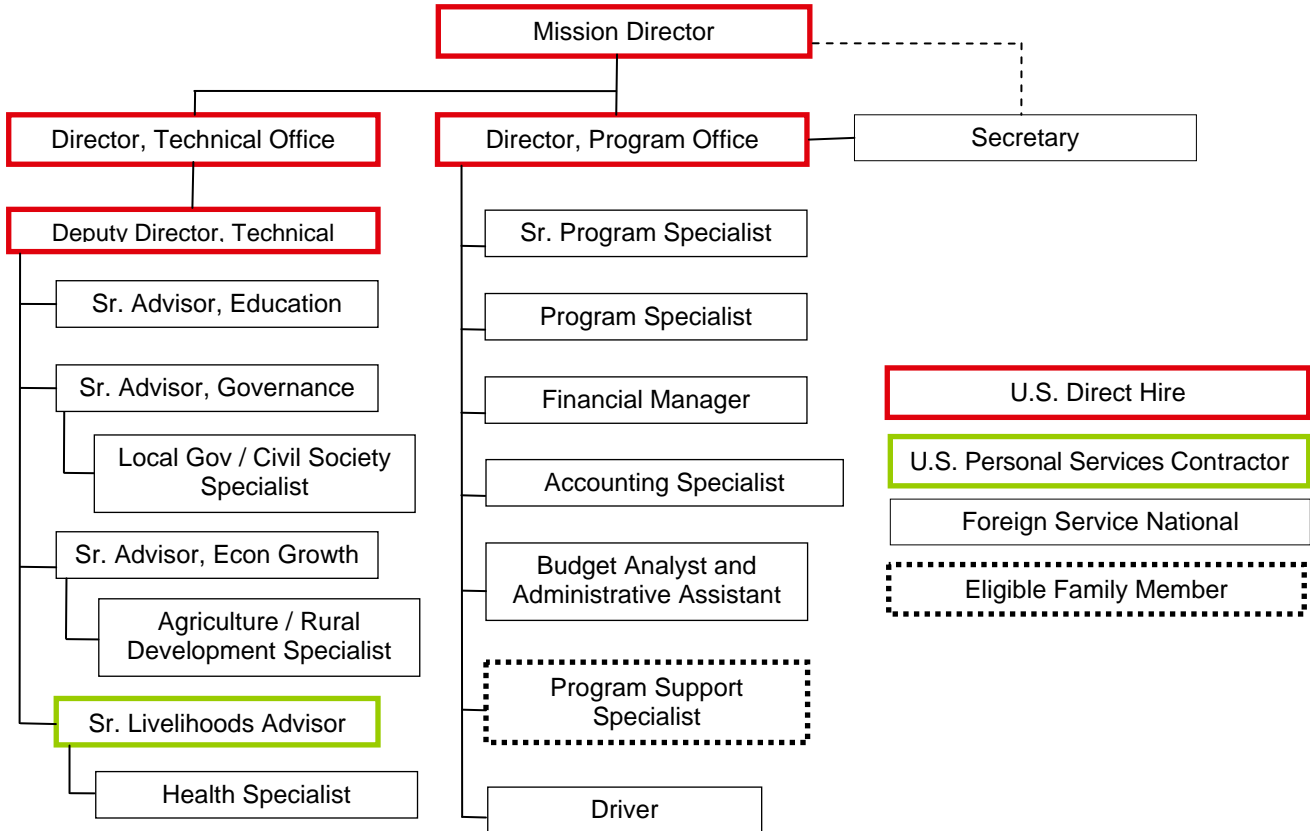 Mission Director
Director, Technical Office
Director, Program Office
Secretary
Deputy Director, Technical
Sr. Advisor, Education
Sr. Advisor, Governance
Local Gov / Civil Society
Specialist
Sr. Advisor, Econ Growth
Agriculture / Rural
Development Specialist
Sr. Livelihoods Advisor
Health Specialist
Sr. Program Specialist
Program Specialist
Financial Manager
Accounting Specialist
Budget Analyst and
Administrative Assistant
Program Support
Specialist
Driver
U.S. Direct Hire
U.S. Personal Services Contractor
Foreign Service National
Eligible Family Member